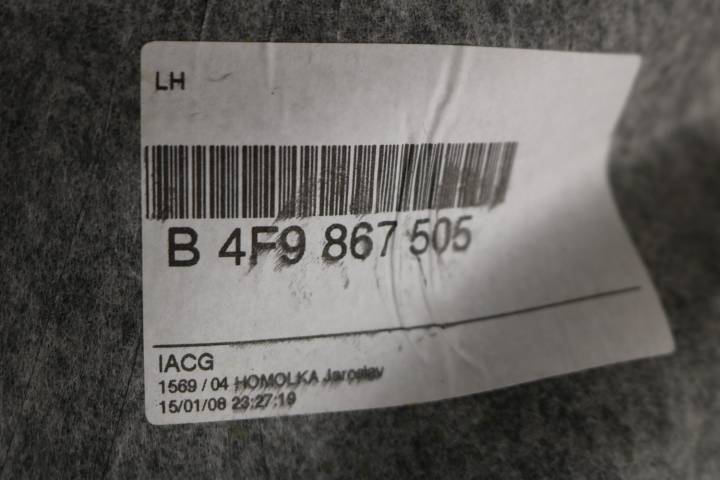 LH
B 4F9 867 505
IACG
1569 / 04 HOMOLKA Jaroslav
15/01/08 23:27:19